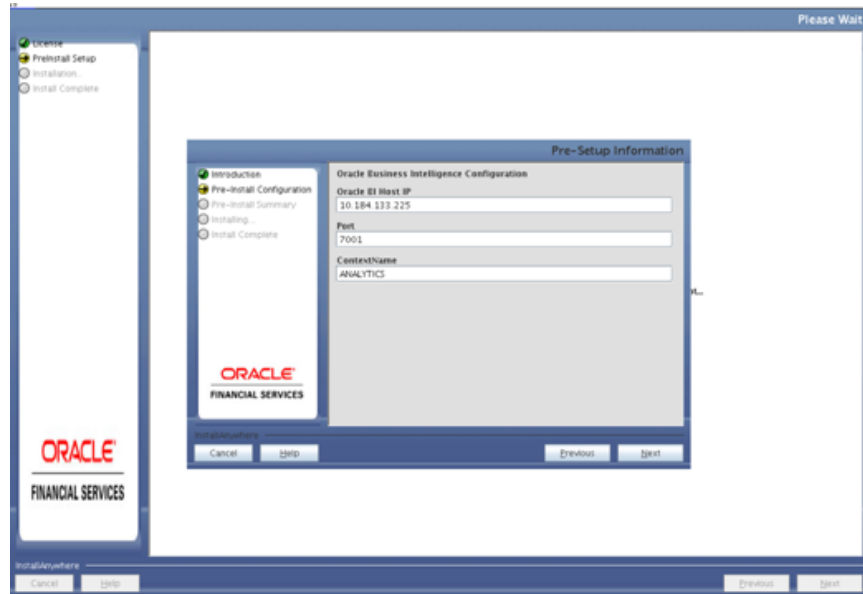 Please Wait
License
PreInstall Setup
Installation...
Install Complete
Pre-Setup Information
Introduction
Pre-Install Configuration
Pre-Install Summary
Installing...
Install Complete
Oracle Business Intelligence Configuration
Oracle BI Host IP
10.184.133.225
Port
7001
ContextName
ANALYTICS
ORACLE
FINANCIAL SERVICES
InstallAnywhere
Cancel
Help
Previous
Next
ORACLE
FINANCIAL SERVICES
InstallAnywhere
Cancel
Help
Previous
Next